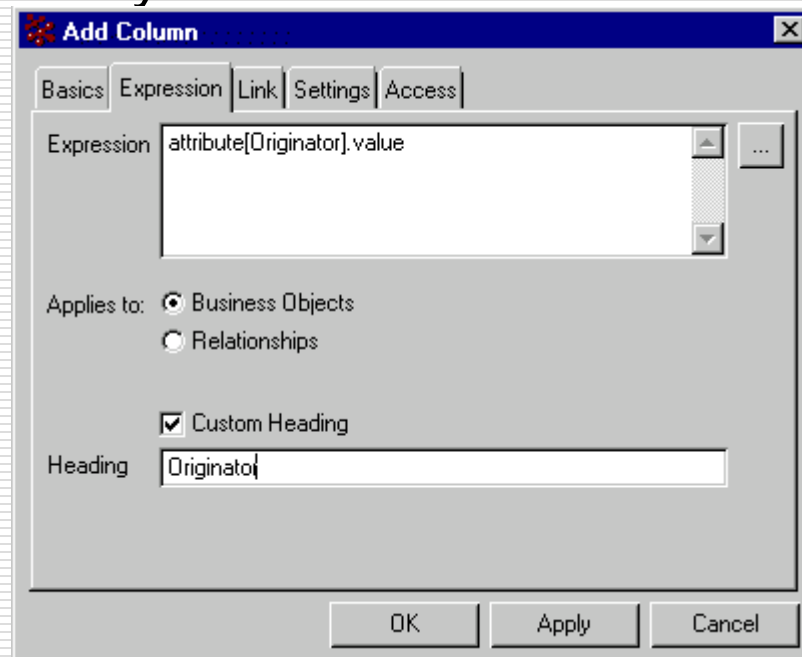 Add Column
Basics Expression Link Settings Access
Expression attribute[Originator].value ...
Applies to: Business Objects
Relationships
Custom Heading
Heading Originator
OK Apply Cancel